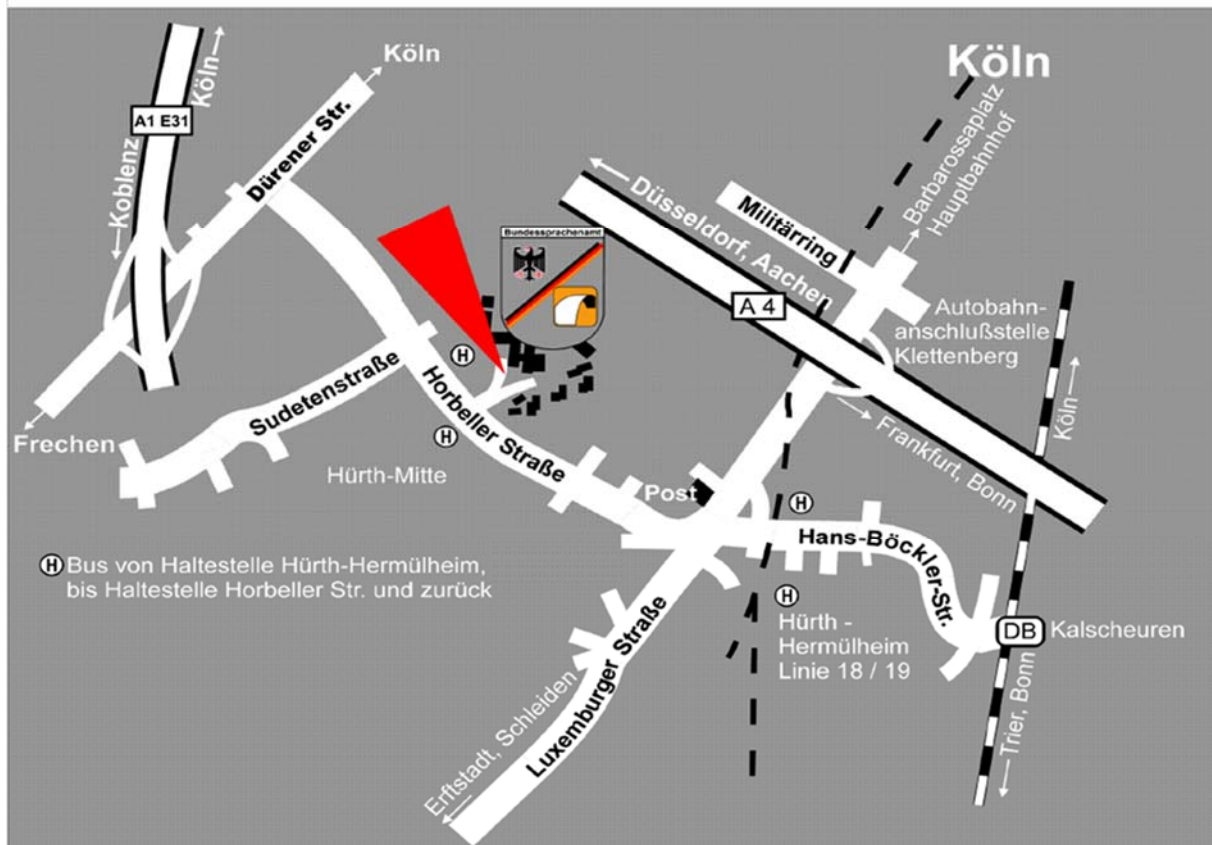 Köln
Köln
Köln
A1 E31
Koblenz
Dürener Str.
Barbarossaplatz
Hauptbahnhof
Düsseldorf, Aachen
Militärring
Bundessprachenamt
A 4
Autobahn-
anschlußstelle
Klettenberg
Sudetenstraße
Horbeller Straße
Frechen
Hürth-Mitte
Frankfurt, Bonn
Köln
Post
H
H
H
Hans-Böckler-Str.
H Bus von Haltestelle Hürth-Hermülheim,
bis Haltestelle Horbeller Str. und zurück
H
Hürth -
Hermülheim
Linie 18 / 19
DB Kalscheuren
Luxemburger Straße
Erftstadt, Schleiden
Trier, Bonn